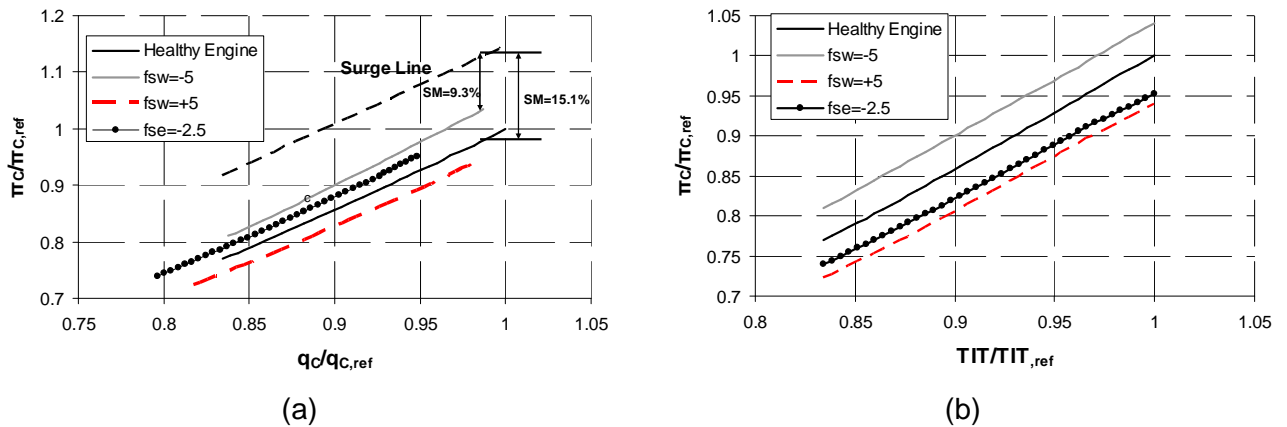 πC/πC,ref
1.2
1.1
1
0.9
0.8
0.7
Healthy Engine
fsw=-5
fsw=+5
fse=-2.5
Surge Line
SM=9.3%
SM=15.1%
c
0.75
0.8
0.85
0.9
0.95
1
1.05
qC/qC,ref
(a)
πC/πC,ref
1.05
1
0.95
0.9
0.85
0.8
0.75
0.7
Healthy Engine
fsw=-5
fsw=+5
fse=-2.5
0.8
0.85
0.9
0.95
1
1.05
TIT/TIT,ref
(b)